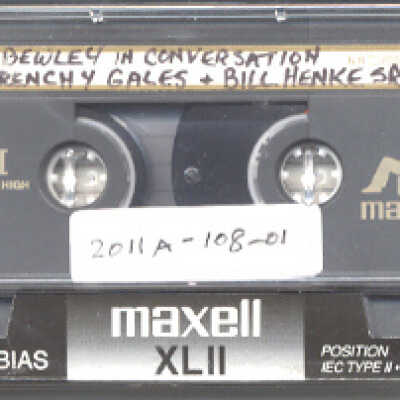 BEWLEY IN CONVERSATION
RENCHY GALES + BILL HENKE SR
I
HIGH
ma
2011A-108-01
maxell
BIAS
XLII
POSITION
IEC TYPE II